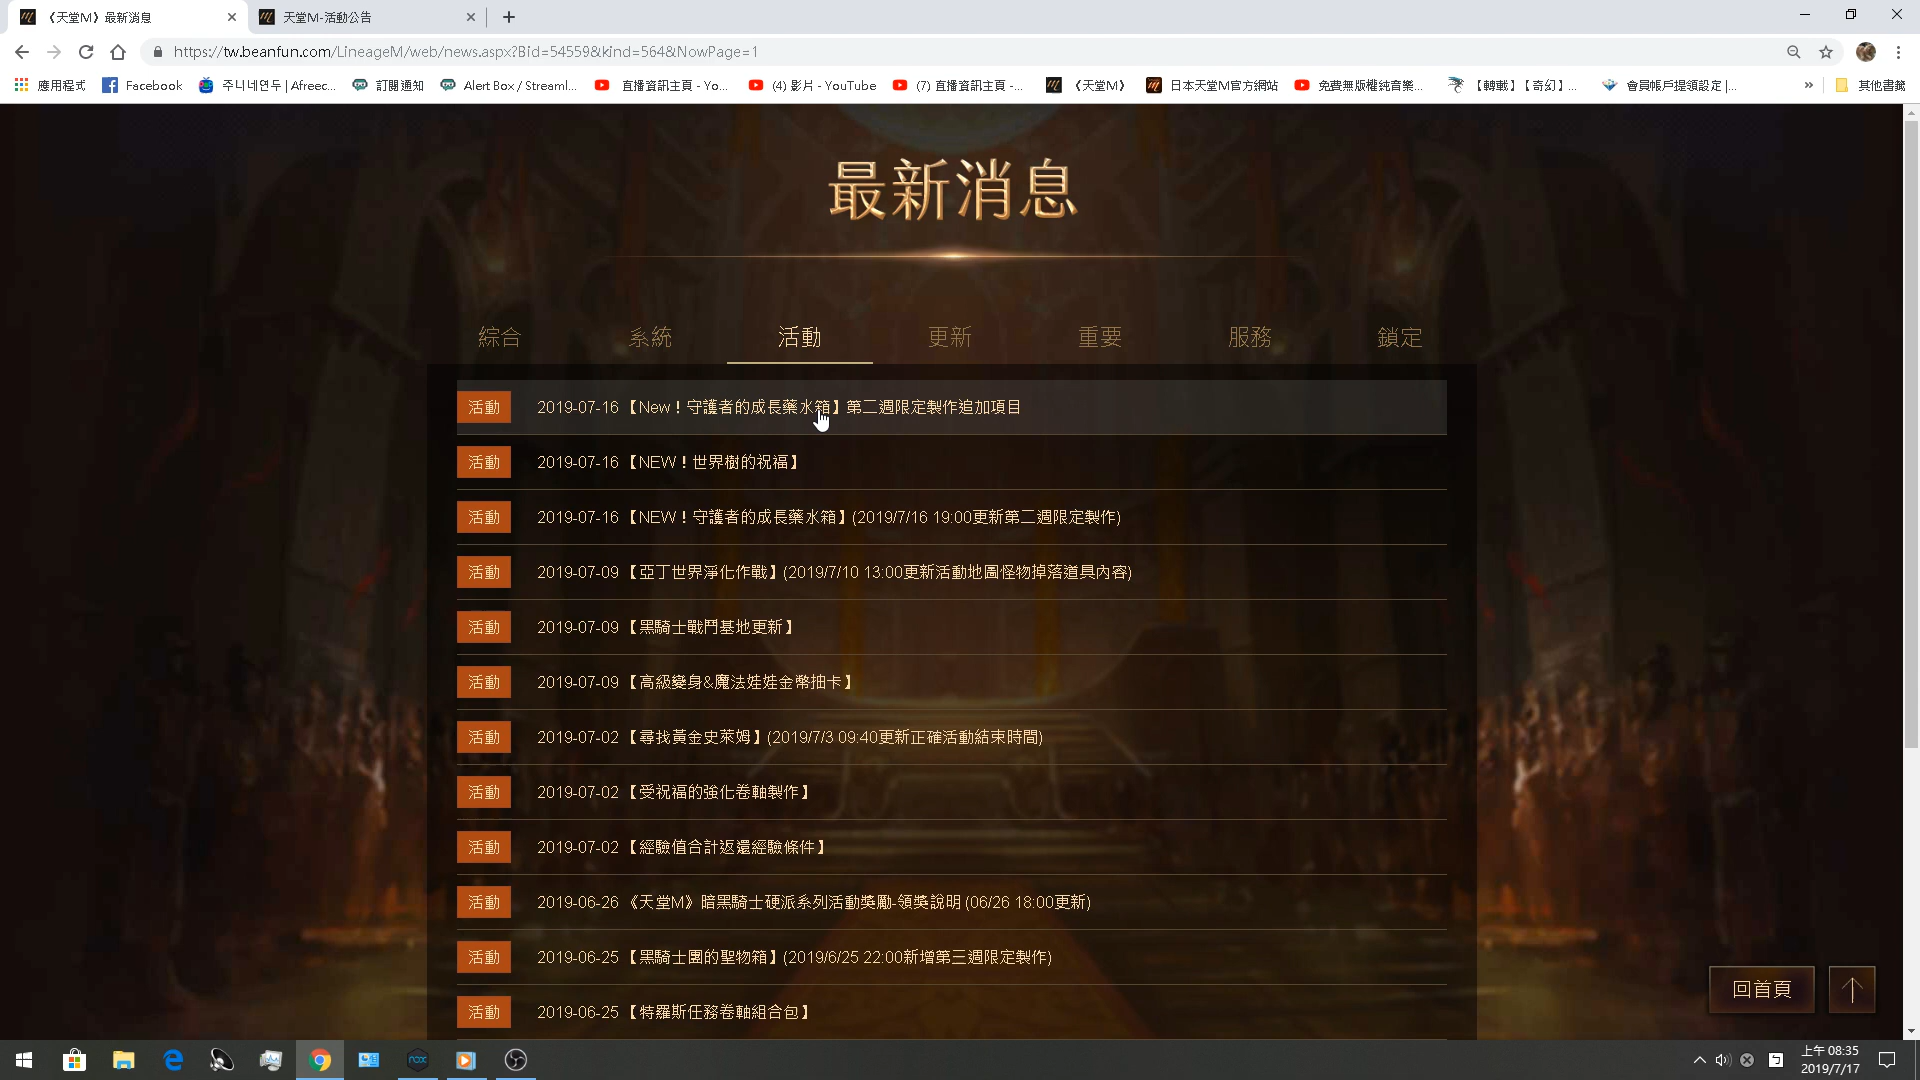 《天堂M》最新消息
天堂M-活動公告
https://tw.beanfun.com/LineageM/web/news.aspx?Bid=54559&kind=564&NowPage=1
應用程式
Facebook
주니네연두 | Afreec...
訂閱通知
Alert Box / Streaml...
直播資訊主頁 - Yo...
(4) 影片 - YouTube
(7) 直播資訊主頁 -...
《天堂M》
日本天堂M官方網站
免費無版權純音樂...
【轉載】【奇幻】...
會員帳戶提領設定 |...
»
其他書籤
最新消息
綜合
系統
活動
更新
重要
服務
鎖定
活動 2019-07-16 【New！守護者的成長藥水箱】第二週限定製作追加項目
活動 2019-07-16 【NEW！世界樹的祝福】
活動 2019-07-16 【NEW！守護者的成長藥水箱】(2019/7/16 19:00更新第二週限定製作)
活動 2019-07-09 【亞丁世界淨化作戰】(2019/7/10 13:00更新活動地圖怪物掉落道具內容)
活動 2019-07-09 【黑騎士戰鬥基地更新】
活動 2019-07-09 【高級變身&魔法娃娃金幣抽卡】
活動 2019-07-02 【尋找黃金史萊姆】(2019/7/3 09:40更新正確活動結束時間)
活動 2019-07-02 【受祝福的強化卷軸製作】
活動 2019-07-02 【經驗值合計返還經驗條件】
活動 2019-06-26 《天堂M》暗黑騎士硬派系列活動獎勵-領獎說明 (06/26 18:00更新)
活動 2019-06-25 【黑騎士團的聖物箱】(2019/6/25 22:00新增第三週限定製作)
活動 2019-06-25 【特羅斯任務卷軸組合包】
回首頁
nox
上午 08:35
2019/7/17